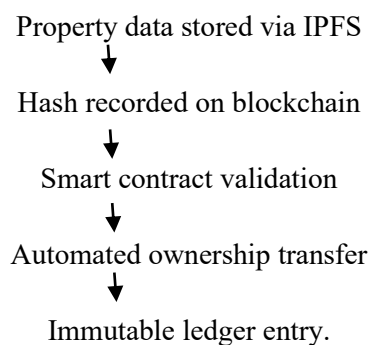 Property data stored via IPFS
Hash recorded on blockchain
Smart contract validation
Automated ownership transfer
Immutable ledger entry.